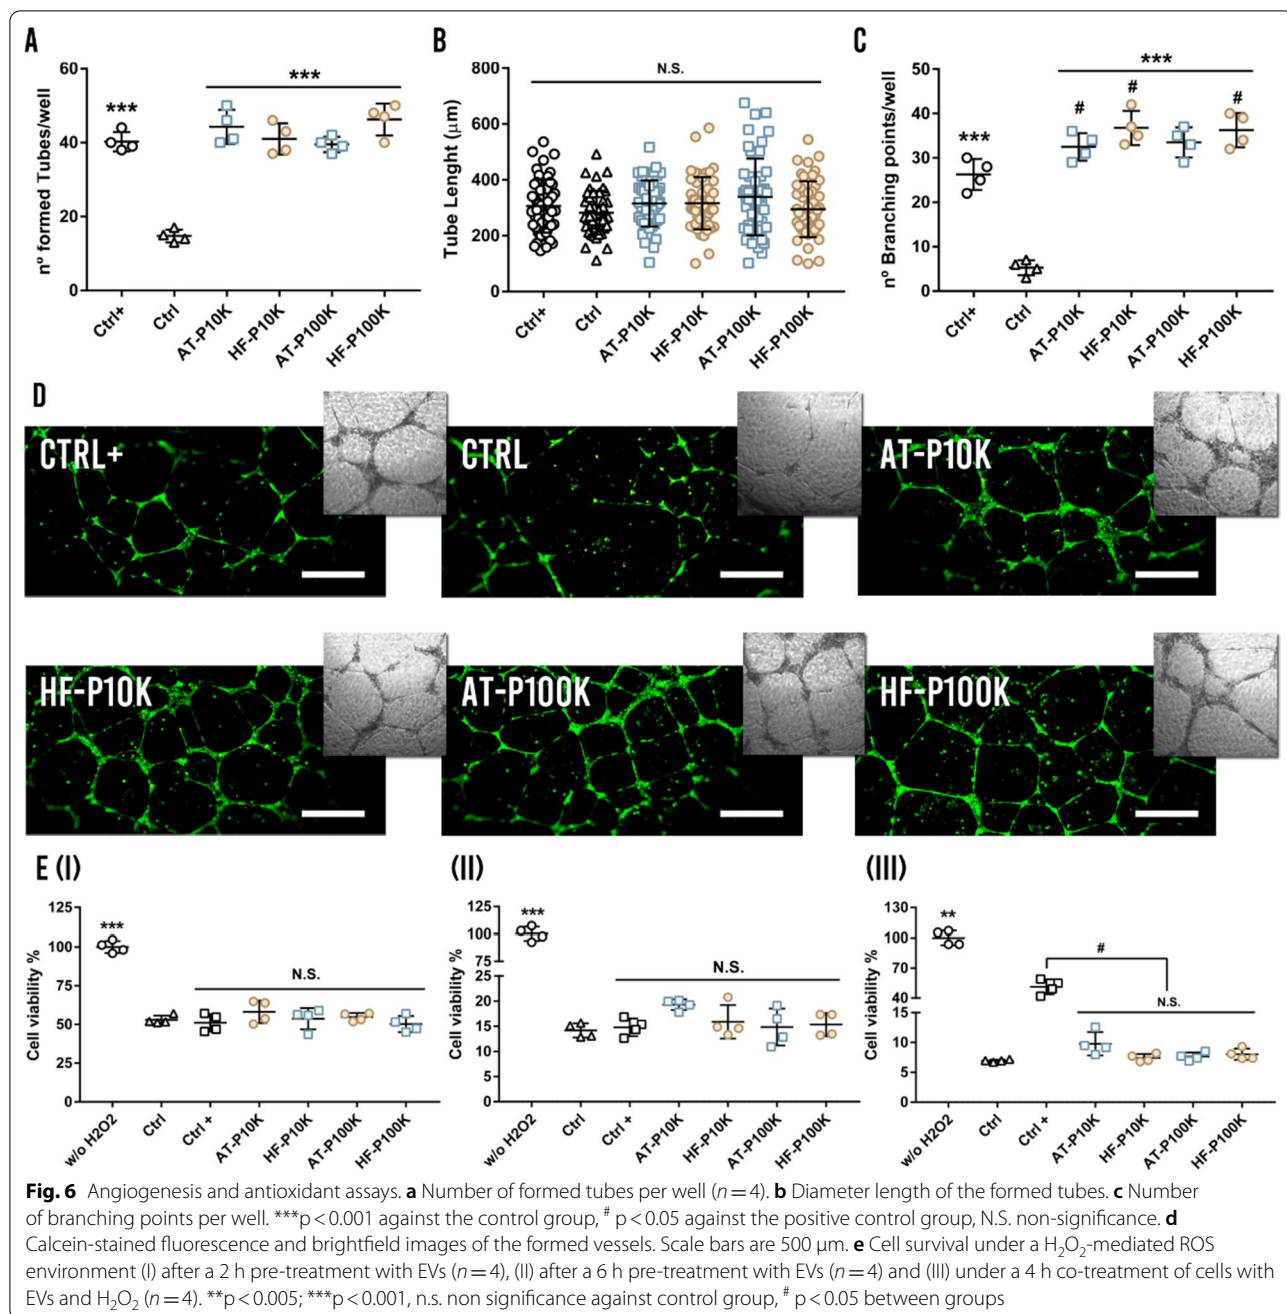 A
n° formed Tubes/well
60
40
20
0
***
***
Ctrl+
Ctrl
AT-P10K
HF-P10K
AT-P100K
HF-P100K
B
Tube Lenght (μm)
800
600
400
200
0
N.S.
Ctrl+
Ctrl
AT-P10K
HF-P10K
AT-P100K
HF-P100K
C
n° Branching points/well
50
40
30
20
10
0
***
***
#
#
#
Ctrl+
Ctrl
AT-P10K
HF-P10K
AT-P100K
HF-P100K
D
CTRL+
CTRL
AT-P10K
HF-P10K
AT-P100K
HF-P100K
E (I)
Cell viability %
125
100
75
50
25
0
***
N.S.
w/o H2O2
Ctrl
Ctrl +
AT-P10K
HF-P10K
AT-P100K
HF-P100K
(II)
Cell viability %
125
100
75
50
25
25
20
15
10
5
0
***
N.S.
w/o H2O2
Ctrl
Ctrl +
AT-P10K
HF-P10K
AT-P100K
HF-P100K
(III)
Cell viability %
130
100
70
40
15
10
5
0
**
#
N.S.
w/o H2O2
Ctrl
Ctrl +
AT-P10K
HF-P10K
AT-P100K
HF-P100K
Fig. 6 Angiogenesis and antioxidant assays. a Number of formed tubes per well (n = 4). b Diameter length of the formed tubes. c Number
of branching points per well. ***p < 0.001 against the control group, # p < 0.05 against the positive control group, N.S. non-significance. d
Calcein-stained fluorescence and brightfield images of the formed vessels. Scale bars are 500 μm. e Cell survival under a H₂O₂-mediated ROS
environment (I) after a 2 h pre-treatment with EVs (n = 4), (II) after a 6 h pre-treatment with EVs (n = 4) and (III) under a 4 h co-treatment of cells with
EVs and H₂O₂ (n = 4). **p < 0.005; ***p < 0.001, n.s. non significance against control group, # p < 0.05 between groups